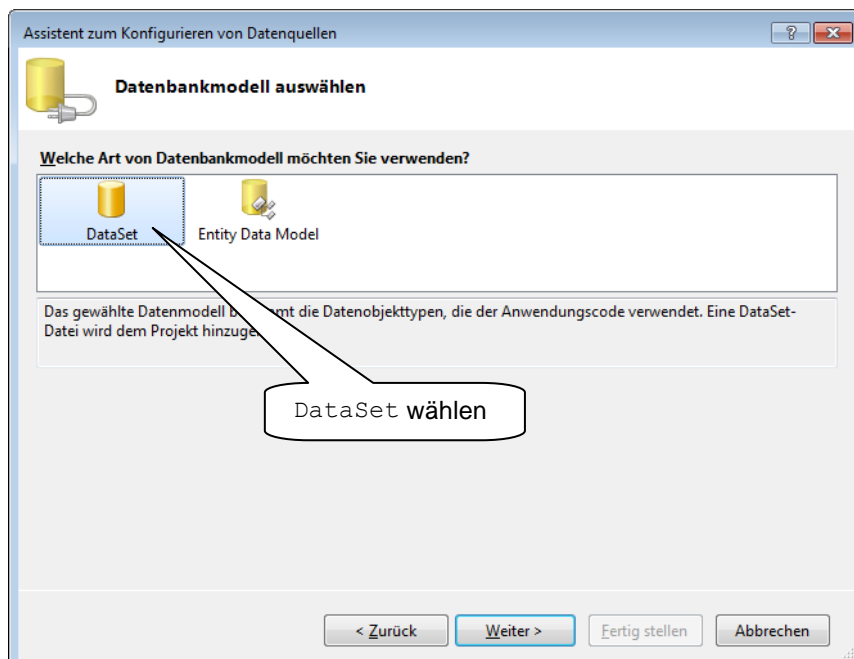 Assistent zum Konfigurieren von Datenquellen
Datenbankmodell auswählen
Welche Art von Datenbankmodell möchten Sie verwenden?
DataSet
Entity Data Model
Das gewählte Datenmodell b mt die Datenobjekttypen, die der Anwendungscode verwendet. Eine DataSet-
Datei wird dem Projekt hinzuge
DataSet wählen
< Zurück
Weiter >
Fertig stellen
Abbrechen